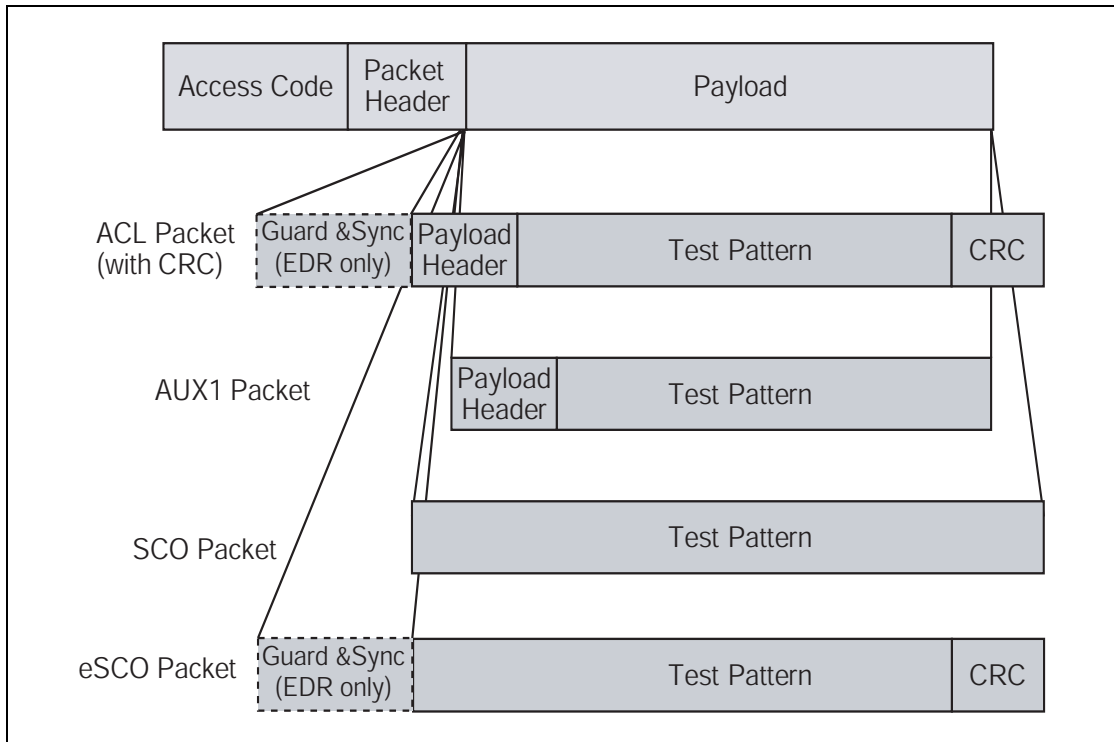 Access Code
Packet
Header
Payload
ACL Packet
(with CRC)
Guard &Sync
(EDR only)
Payload
Header
Test Pattern
CRC
AUX1 Packet
Payload
Header
Test Pattern
SCO Packet
Test Pattern
eSCO Packet
Guard &Sync
(EDR only)
Test Pattern
CRC